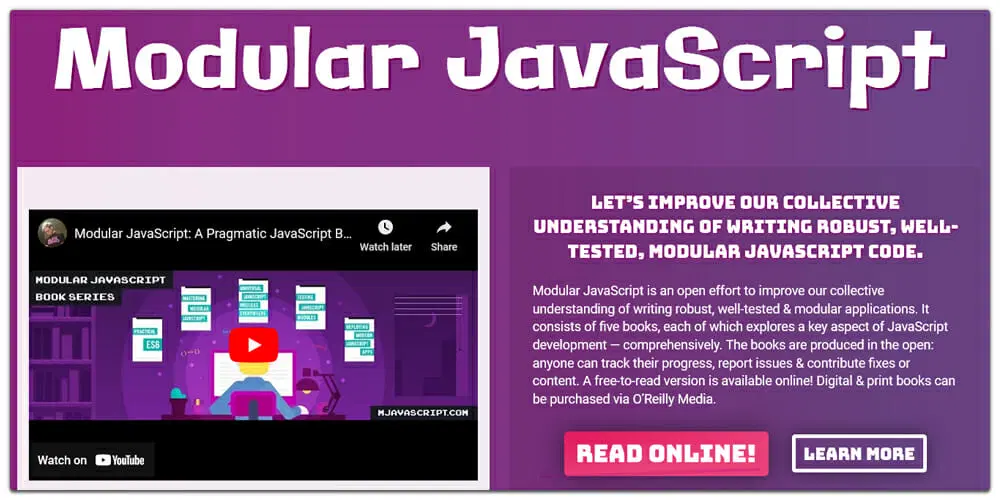 Modular JavaScript
Modular JavaScript: A Pragmatic JavaScript B...
Watch later
Share
MODULAR JAVASCRIPT
BOOK SERIES
PRACTICAL
ES6
MASTERING
MODULAR
JAVASCRIPT
UNIVERSAL
JAVASCRIPT
EVERYWHERE
TESTING
JAVASCRIPT
MODULES
DEPLOYING
MODERN
JAVASCRIPT
APPS
MJAVASCRIPT.COM
Watch on YouTube
LET'S IMPROVE OUR COLLECTIVE
UNDERSTANDING OF WRITING ROBUST, WELL-
TESTED, MODULAR JAVASCRIPT CODE.
Modular JavaScript is an open effort to improve our collective
understanding of writing robust, well-tested & modular applications. It
consists of five books, each of which explores a key aspect of JavaScript
development — comprehensively. The books are produced in the open:
anyone can track their progress, report issues & contribute fixes or
content. A free-to-read version is available online! Digital & print books can
be purchased via O'Reilly Media.
READ ONLINE!
LEARN MORE